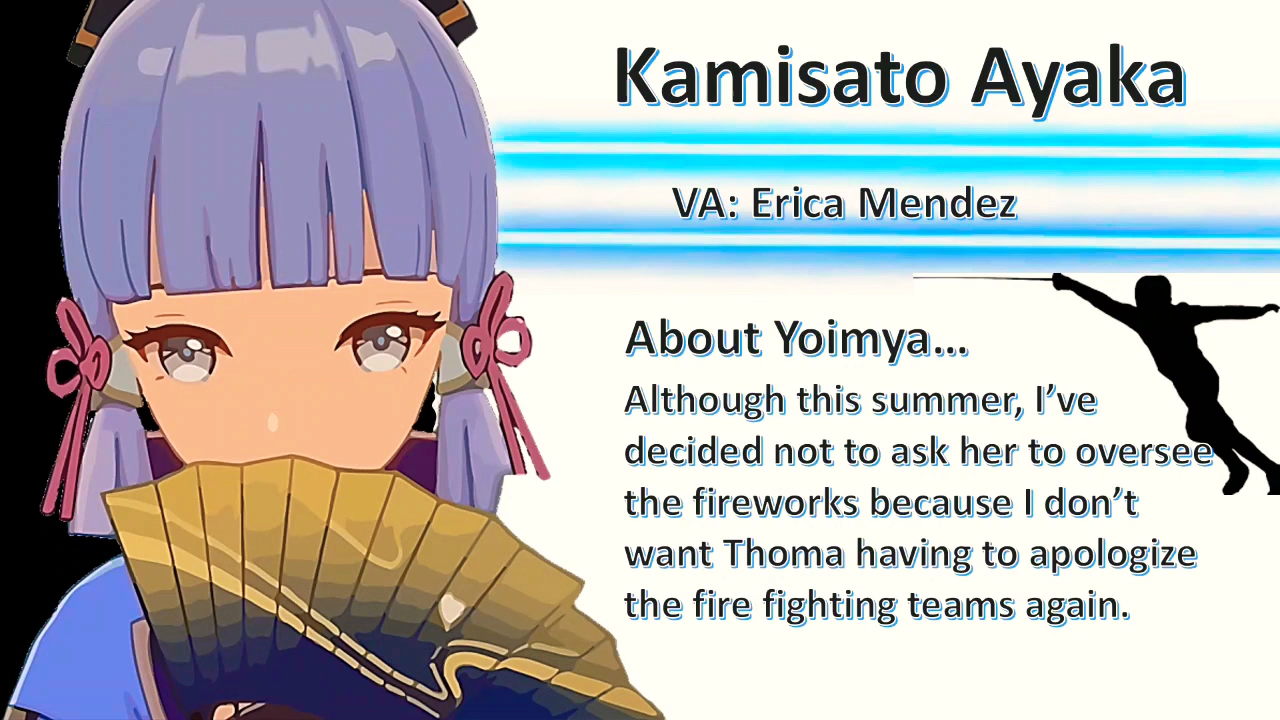 Kamisato Ayaka
VA: Erica Mendez
About Yoimya...
Although this summer, I’ve
decided not to ask her to oversee
the fireworks because I don’t
want Thoma having to apologize
the fire fighting teams again.